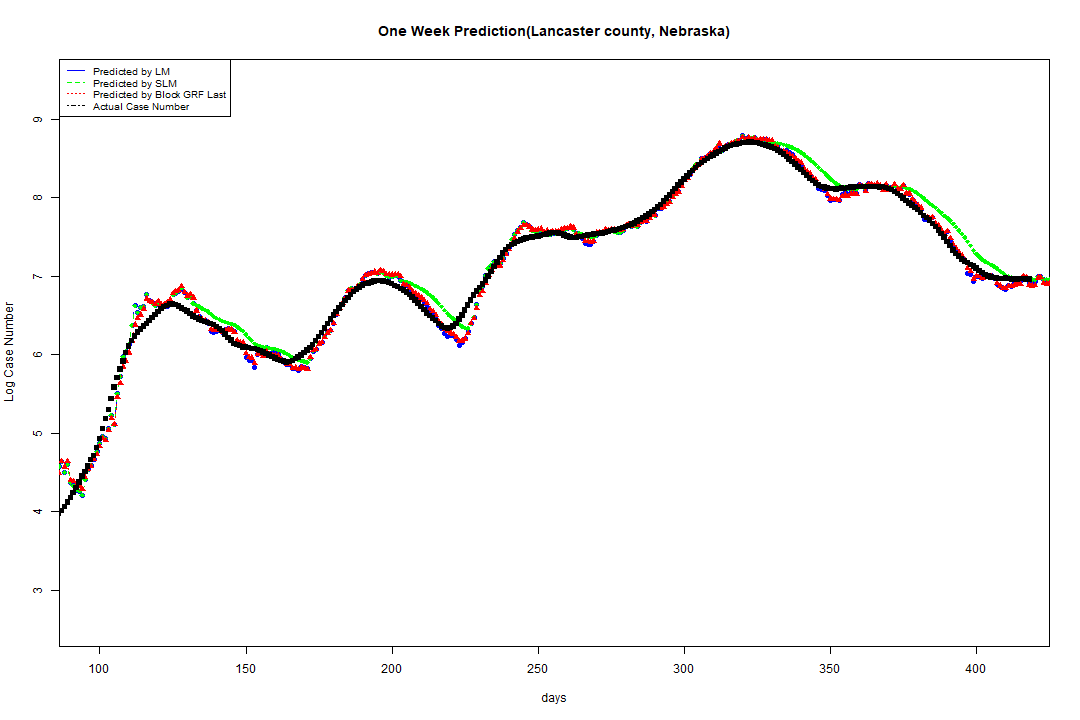 One Week Prediction(Lancaster county, Nebraska)
Predicted by LM
Predicted by SLM
Predicted by Block GRF Last
Actual Case Number
9
8
7
6
5
4
3
Log Case Number
100 150 200 250 300 350 400
days